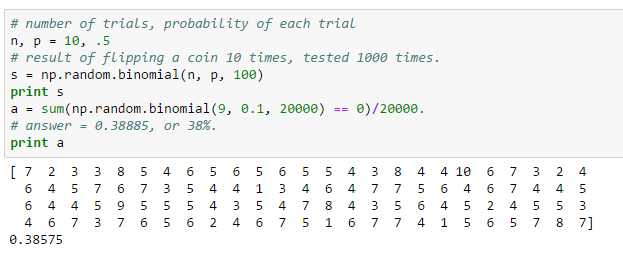 # number of trials, probability of each trial
n, p = 10, .5
# result of flipping a coin 10 times, tested 1000 times.
s = np.random.binomial(n, p, 100)
print s
a = sum(np.random.binomial(9, 0.1, 20000) == 0)/20000.
# answer = 0.38885, or 38%.
print a
[ 7 2 3 3 8 5 4 6 5 6 5 6 5 5 4 3 8 4 4 10 6 7 3 2 4
6 4 5 7 6 7 3 5 4 4 1 3 4 6 4 7 7 5 6 4 6 7 4 4 5
6 4 4 5 9 5 5 5 4 3 5 4 7 8 4 3 5 6 4 5 2 4 5 5 3
4 6 7 3 7 6 5 6 2 4 6 7 5 1 6 7 7 4 1 5 6 5 7 8 7]
0.38575